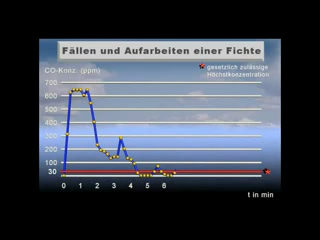 Fällen und Aufarbeiten einer Fichte
CO-Konz. (ppm)
gesetzlich zulässige
Höchstkonzentration
700
600
500
400
300
200
100
30
0 1 2 3 4 5 6
t in min